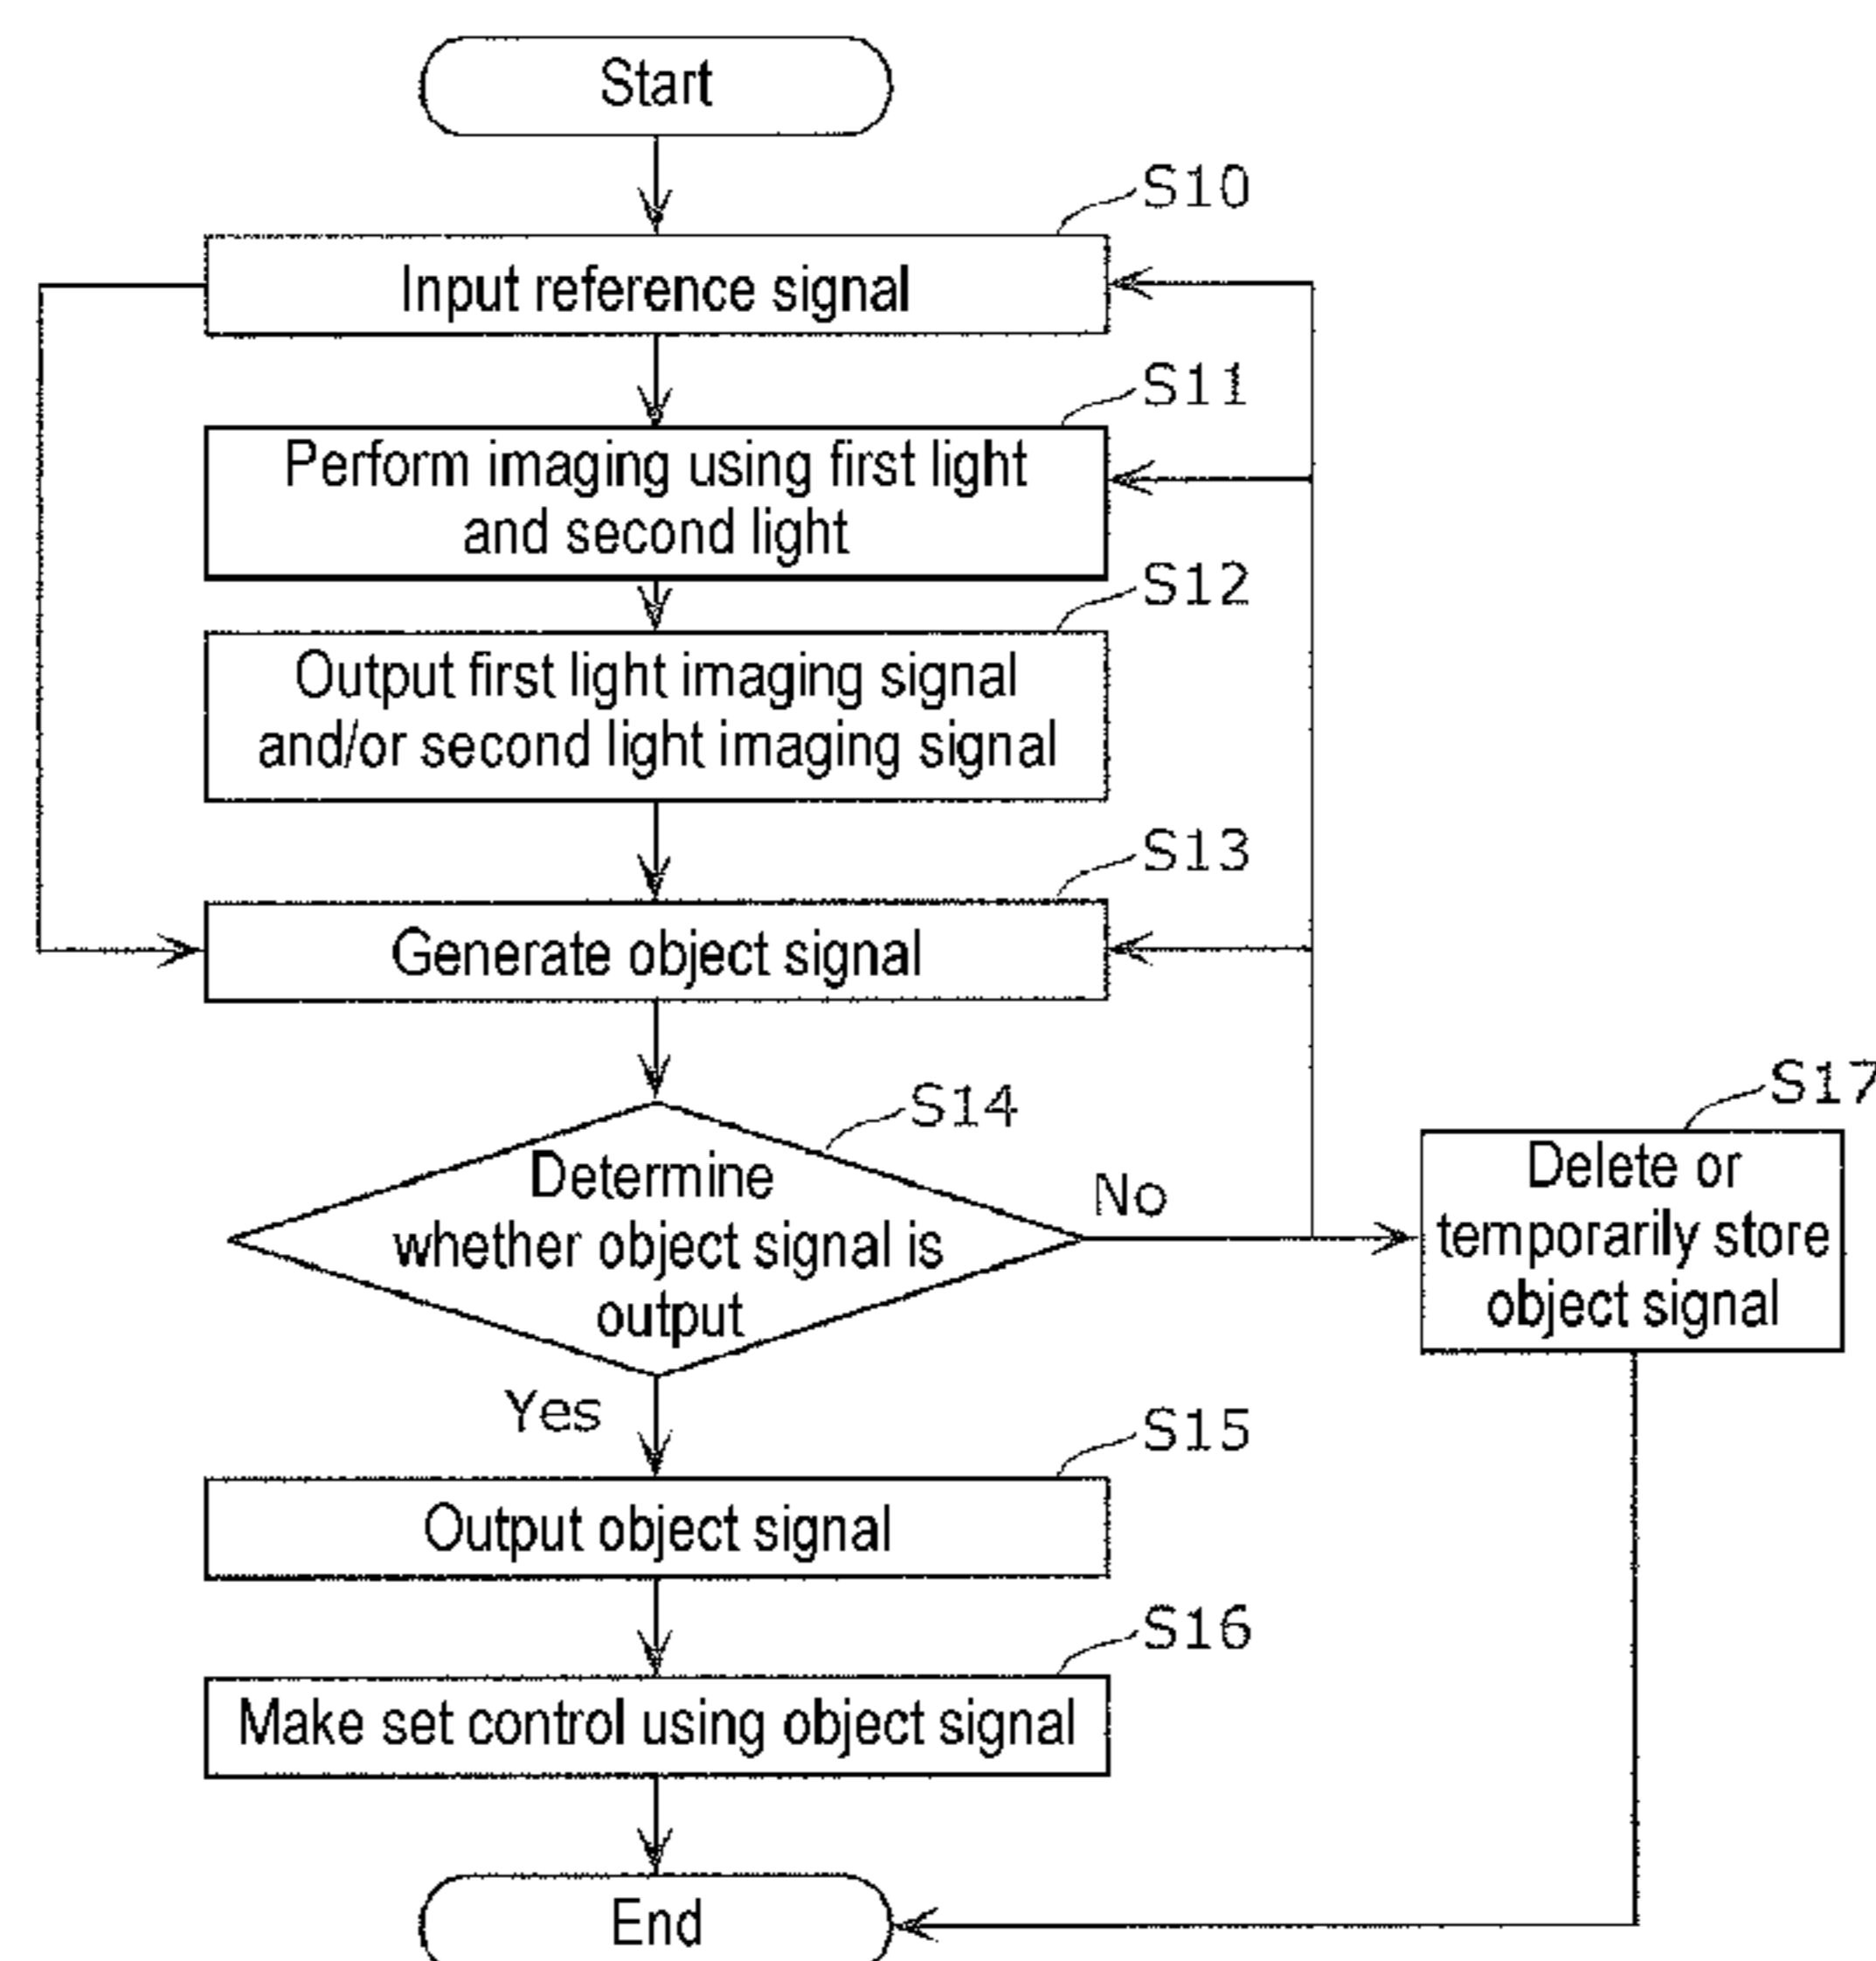 Start
S10
Input reference signal
S11
Perform imaging using first light
and second light
S12
Output first light imaging signal
and/or second light imaging signal
S13
Generate object signal
S14
Determine
whether object signal is
output
No
S17
Delete or
temporarily store
object signal
Yes
S15
Output object signal
S16
Make set control using object signal
End